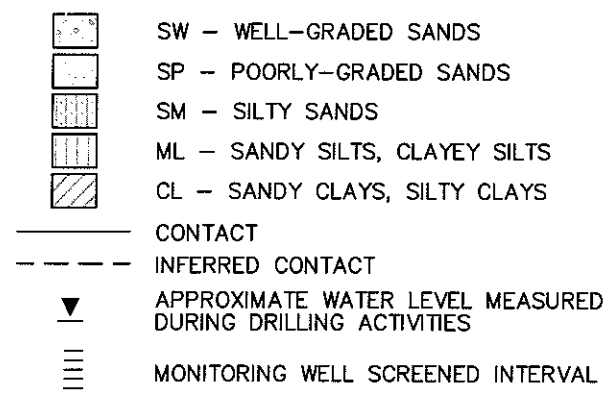 SW – WELL–GRADED SANDS
SP – POORLY–GRADED SANDS
SM – SILTY SANDS
ML – SANDY SILTS, CLAYEY SILTS
CL – SANDY CLAYS, SILTY CLAYS
CONTACT
INFERRED CONTACT
APPROXIMATE WATER LEVEL MEASURED
DURING DRILLING ACTIVITIES
MONITORING WELL SCREENED INTERVAL